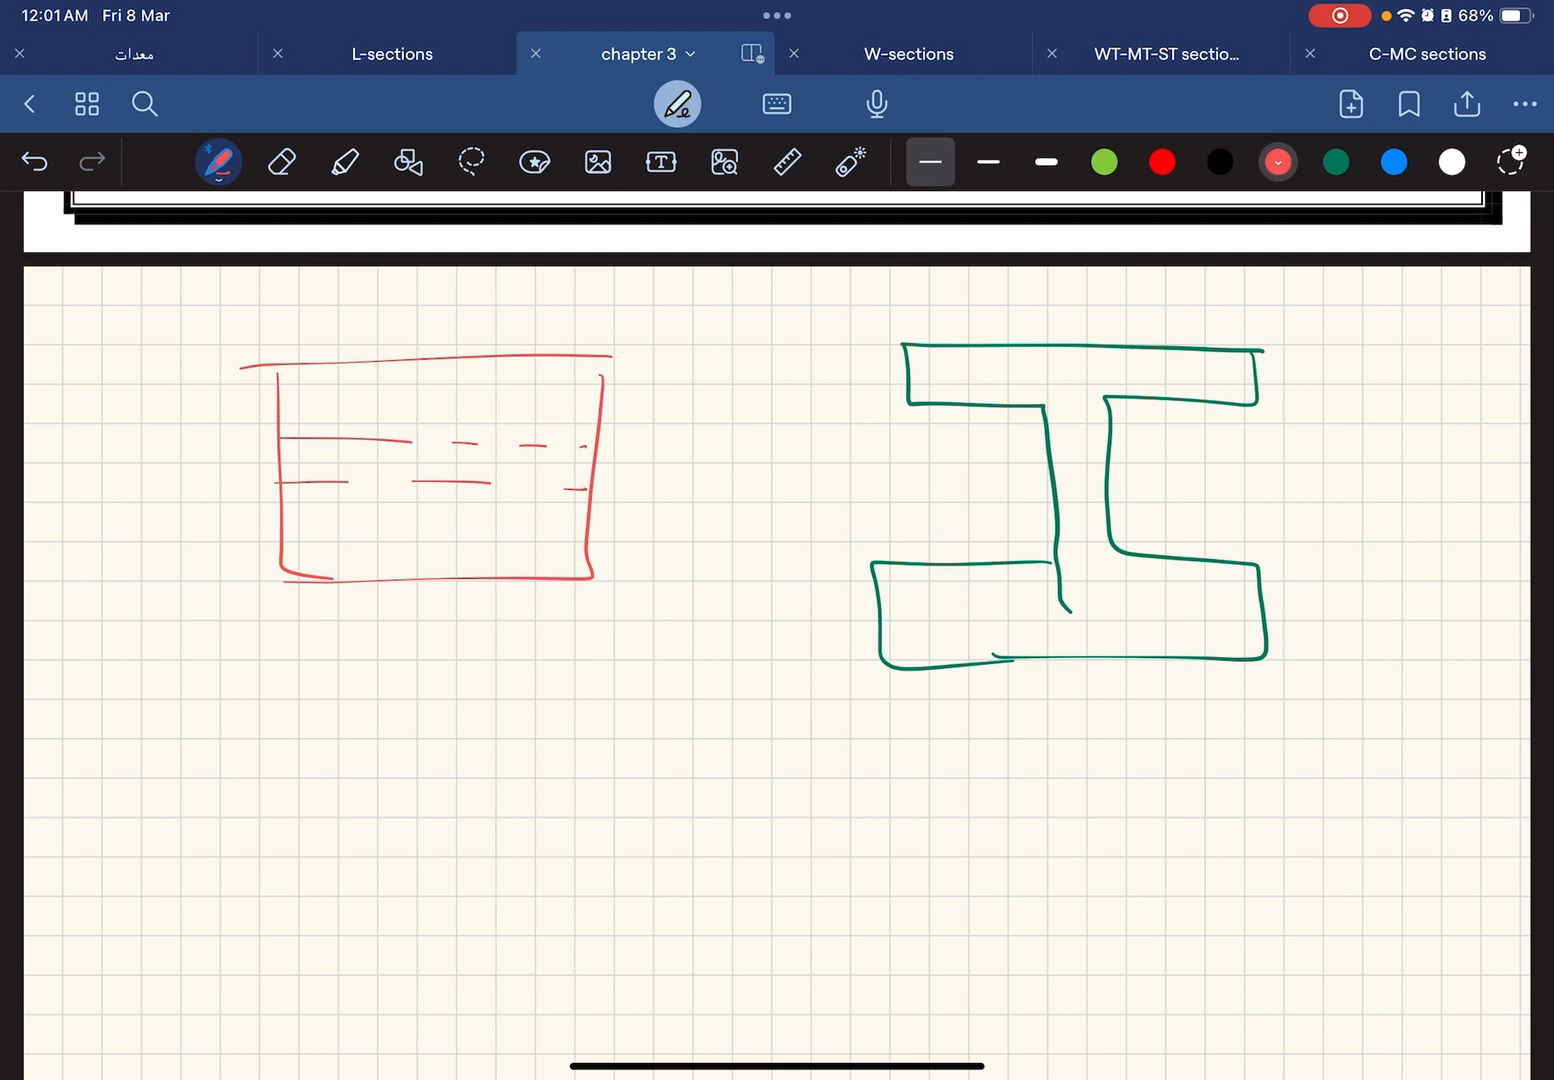 12:01 AM Fri 8 Mar 68%
معدات L-sections chapter 3 W-sections WT-MT-ST sectio... C-MC sections
T